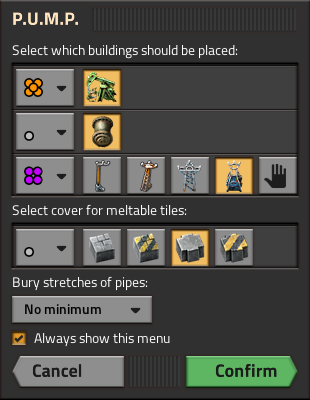 P.U.M.P.
Select which buildings should be placed:
Select cover for meltable tiles:
Bury stretches of pipes:
No minimum
Always show this menu
Cancel
Confirm